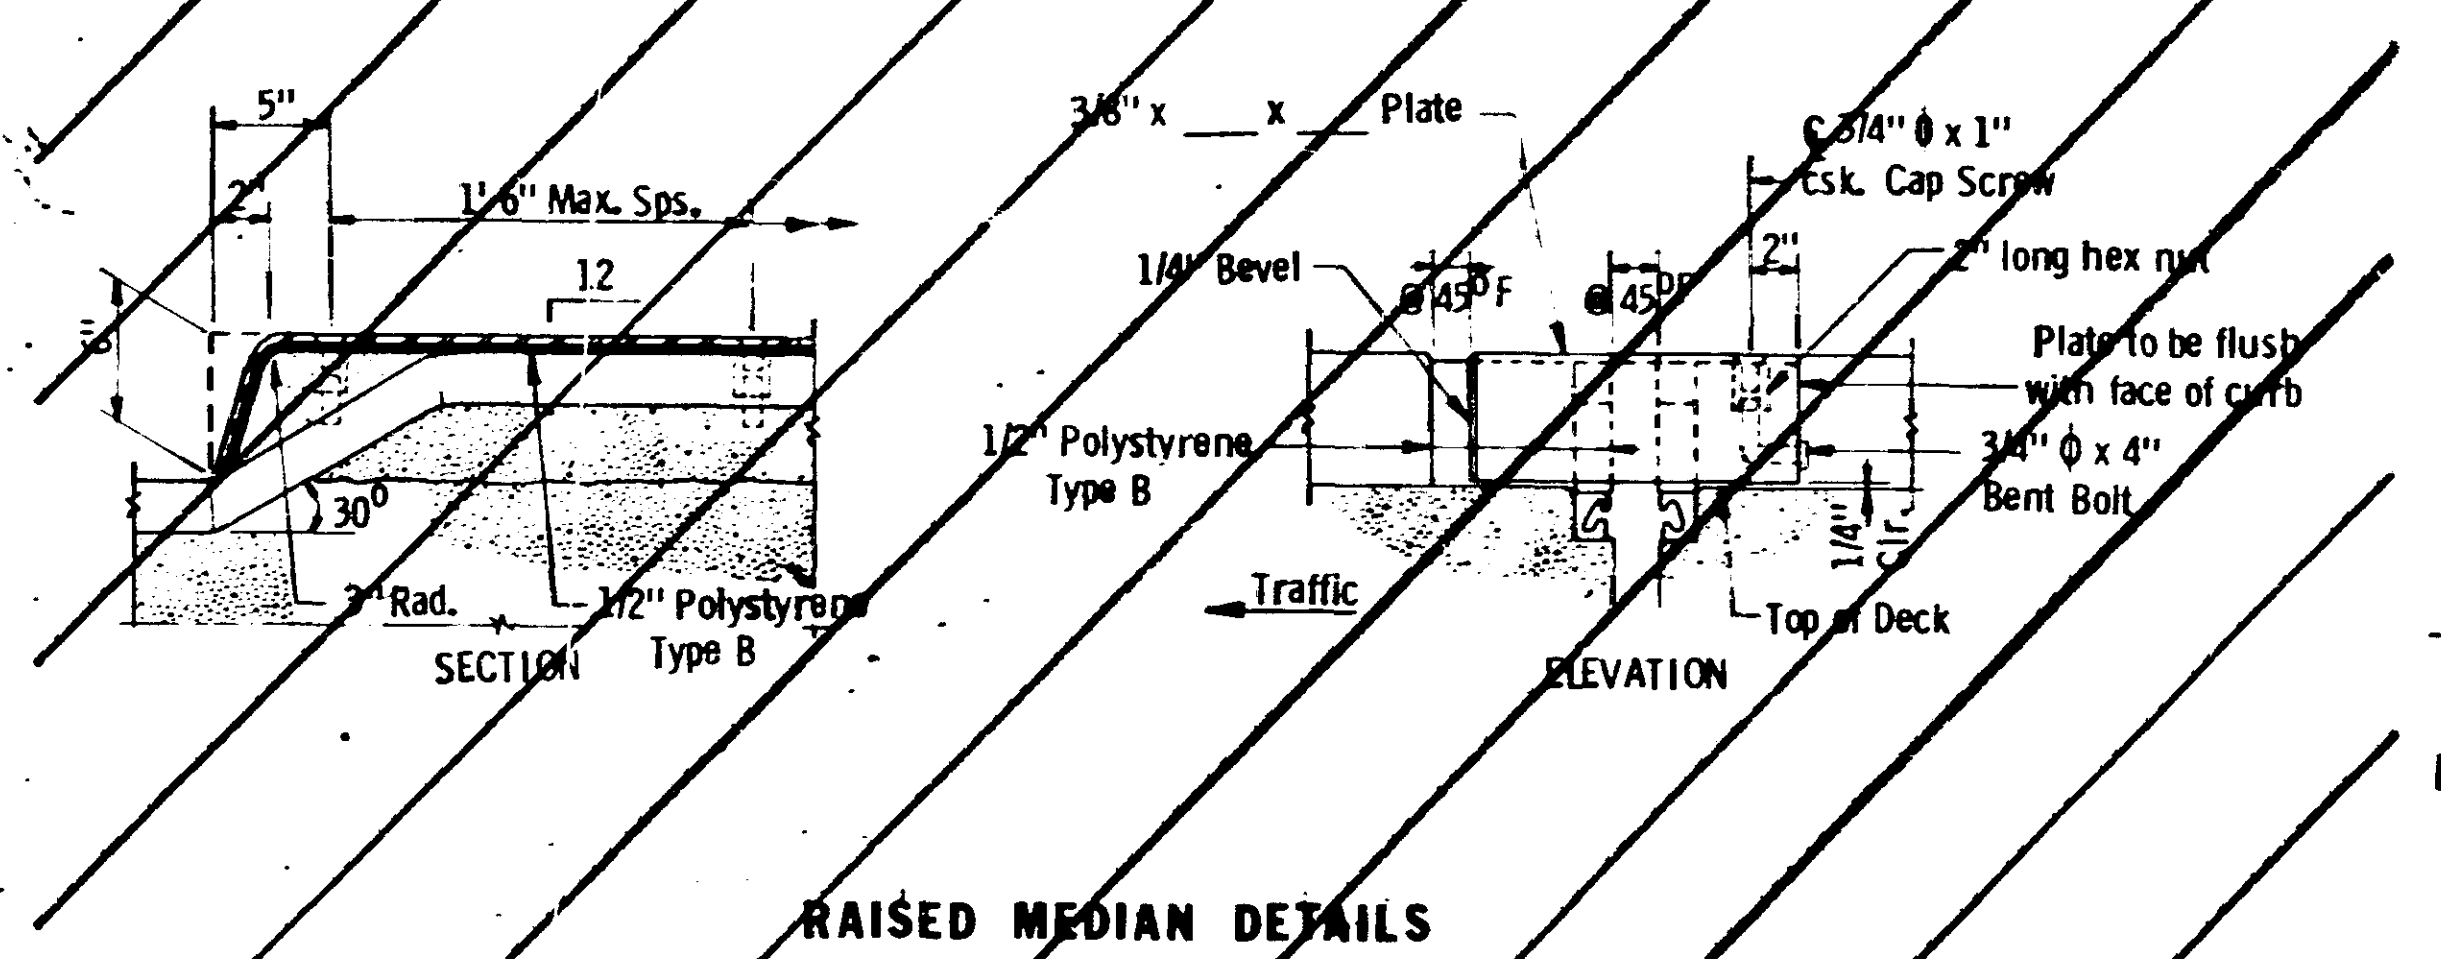 5"
2"
1'-6" Max. Sps.
12
6"
30°
3" Rad.
1/2" Polystyrene
Type B
SECTION
3/8" x ____ x ____ Plate
℄ 3/4" ϕ x 1"
csk. Cap Screw
1/4" Bevel
@ 45° F
@ 45° F
2"
2" long hex nut
Plate to be flush
with face of curb
1/2" Polystyrene
Type B
3/4" ϕ x 4"
Bent Bolt
1/4"
Clr.
Traffic
Top of Deck
ELEVATION
RAISED MEDIAN DETAILS